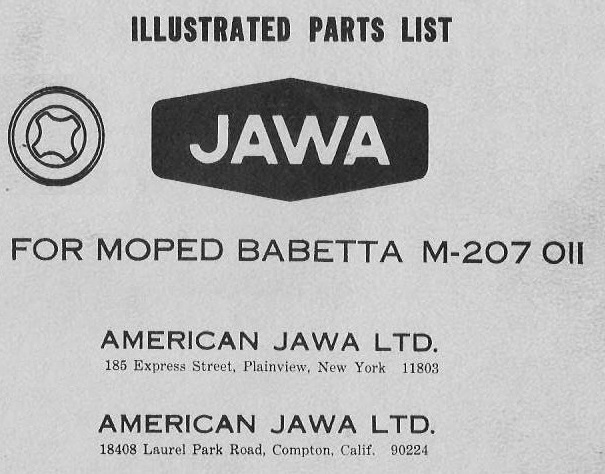 ILLUSTRATED PARTS LIST
JAWA
FOR MOPED BABETTA M-207 011
AMERICAN JAWA LTD.
185 Express Street, Plainview, New York 11803
AMERICAN JAWA LTD.
18408 Laurel Park Road, Compton, Calif. 90224